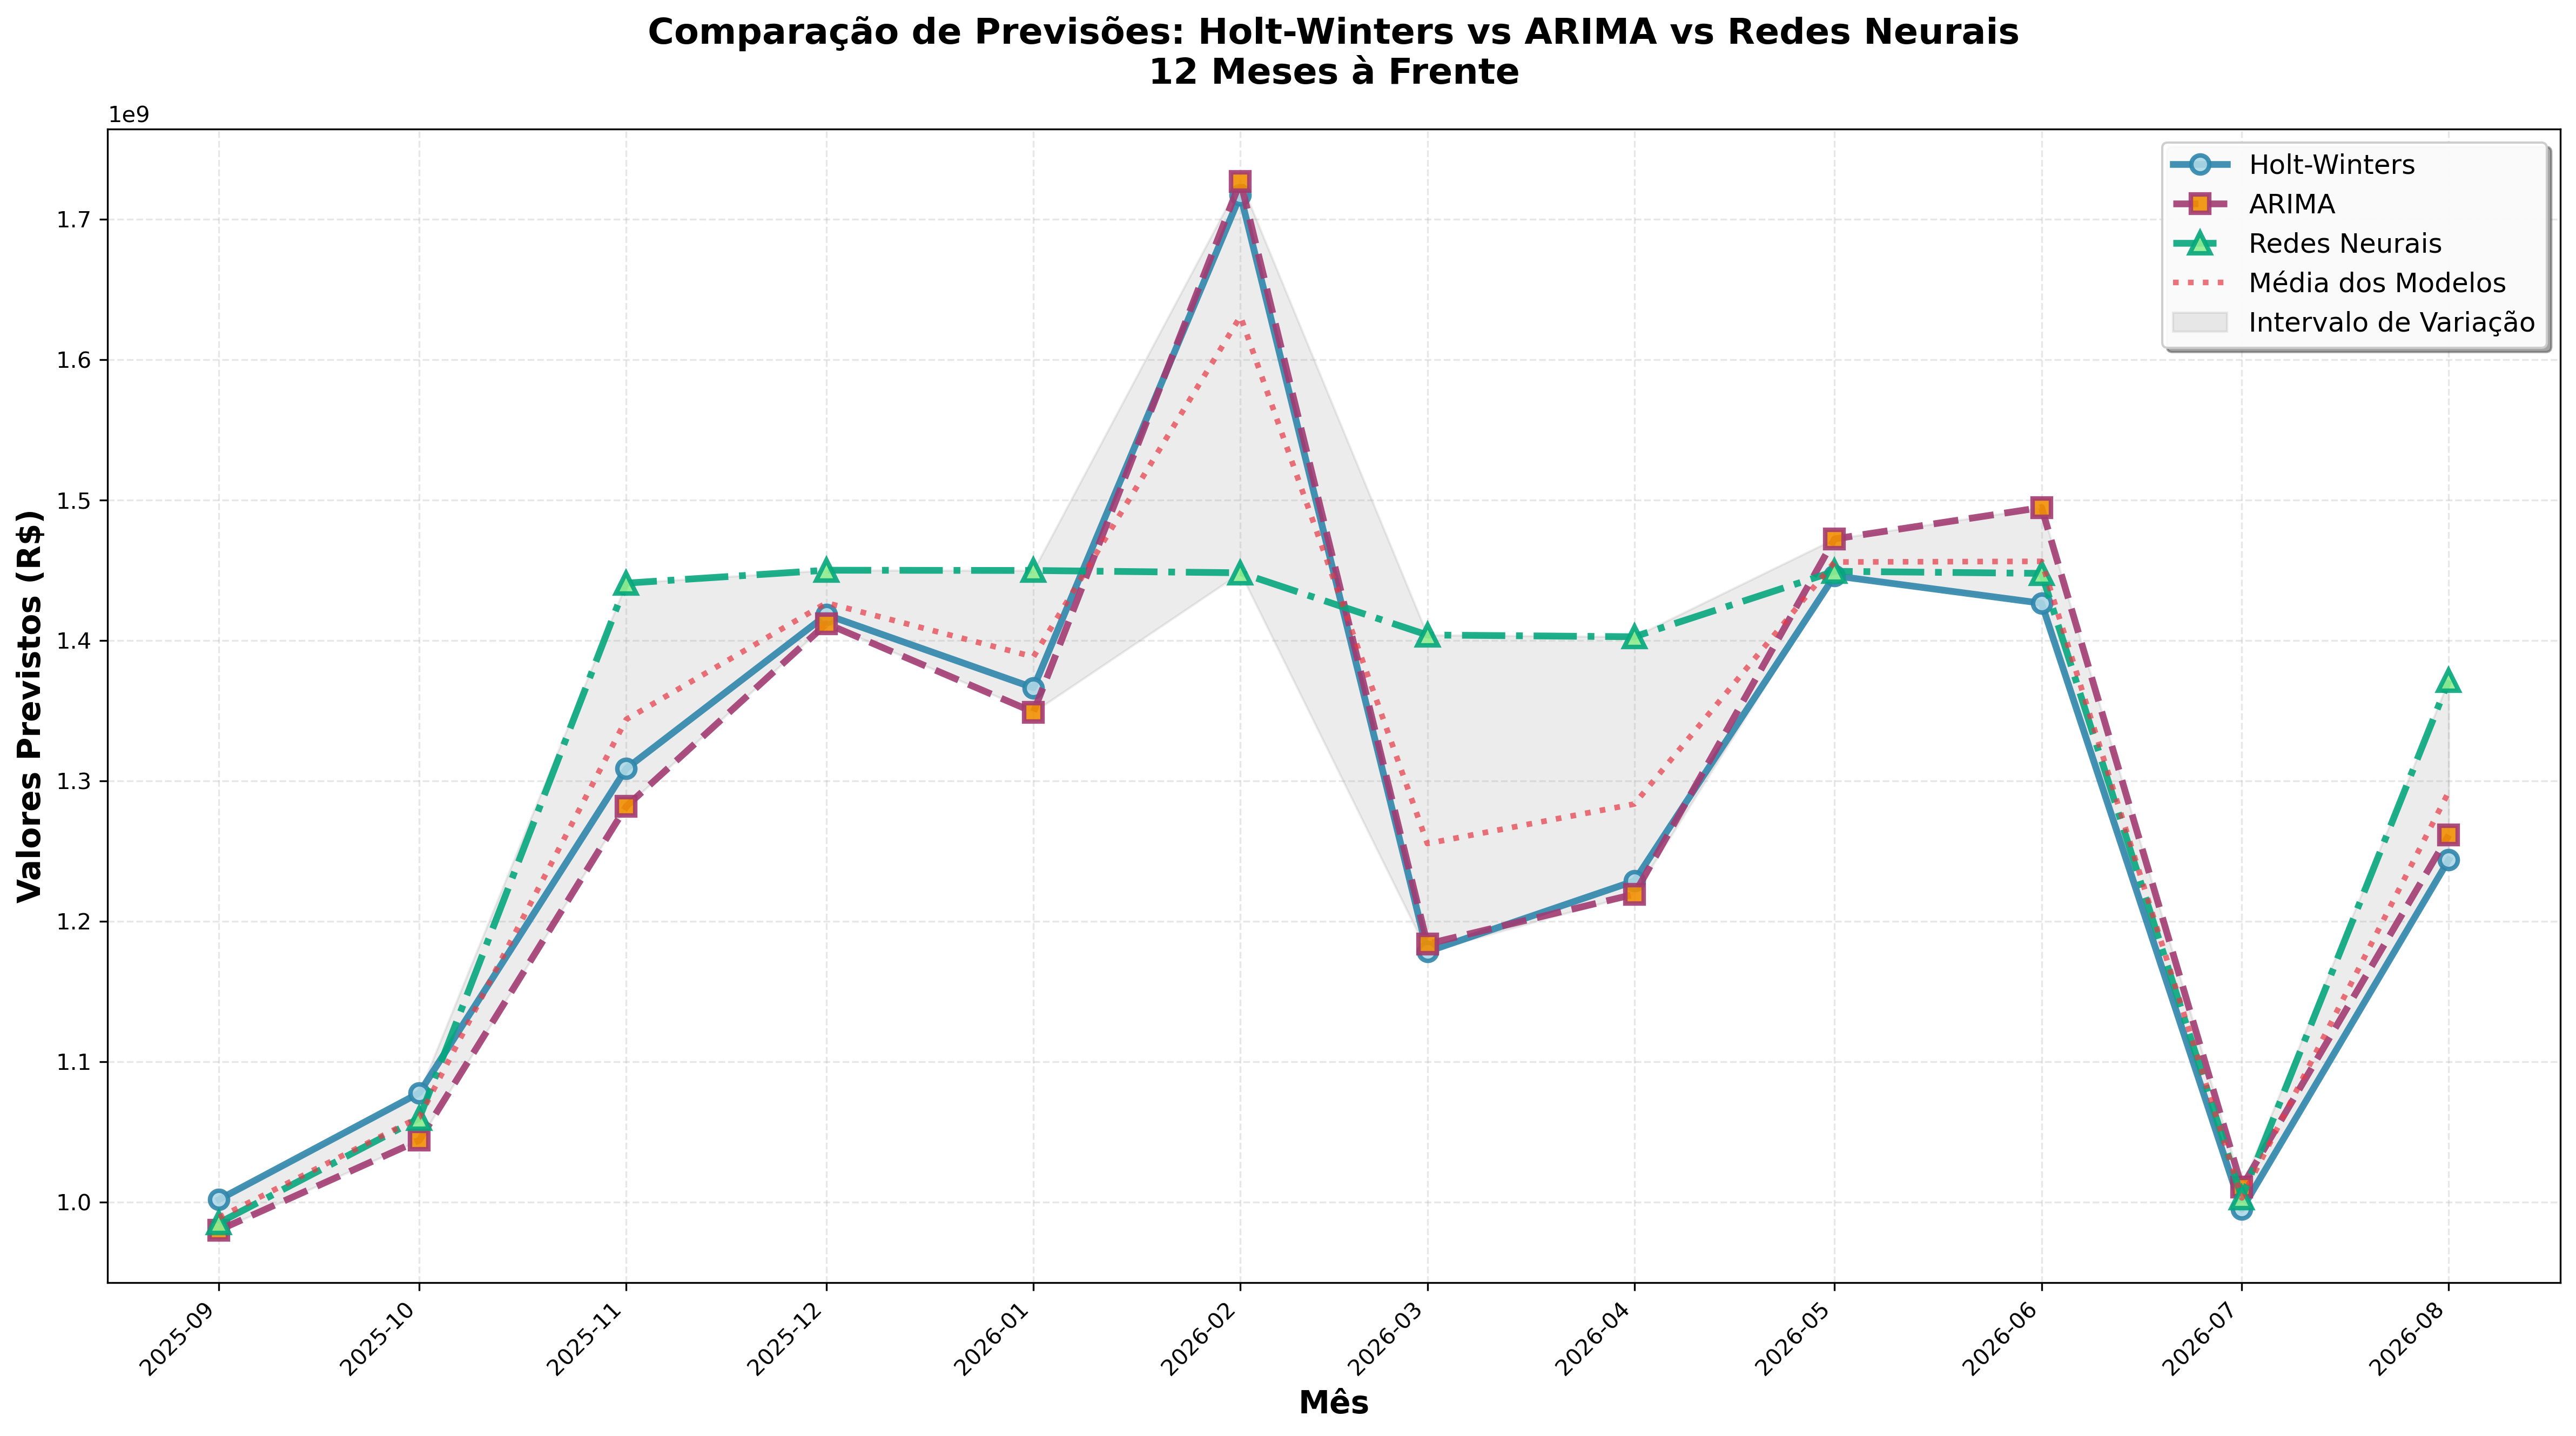 Comparação de Previsões: Holt-Winters vs ARIMA vs Redes Neurais
12 Meses à Frente
1e9
Holt-Winters
ARIMA
Redes Neurais
Média dos Modelos
Intervalo de Variação
Valores Previstos (R$)
1.7
1.6
1.5
1.4
1.3
1.2
1.1
1.0
2025-09
2025-10
2025-11
2025-12
2026-01
2026-02
2026-03
2026-04
2026-05
2026-06
2026-07
2026-08
Mês